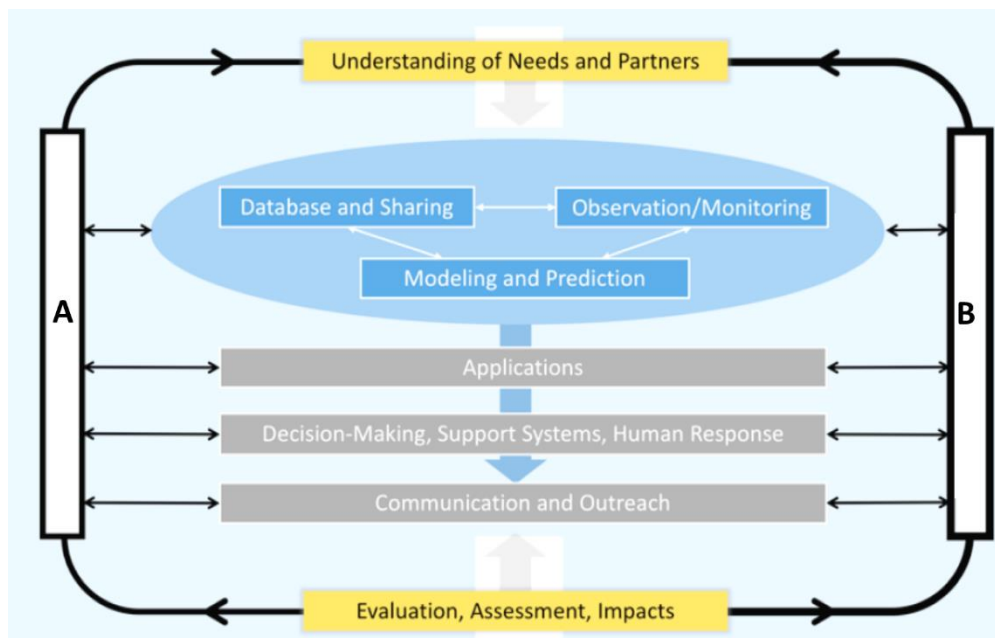 Understanding of Needs and Partners
Database and Sharing
Observation/Monitoring
Modeling and Prediction
A
B
Applications
Decision-Making, Support Systems, Human Response
Communication and Outreach
Evaluation, Assessment, Impacts